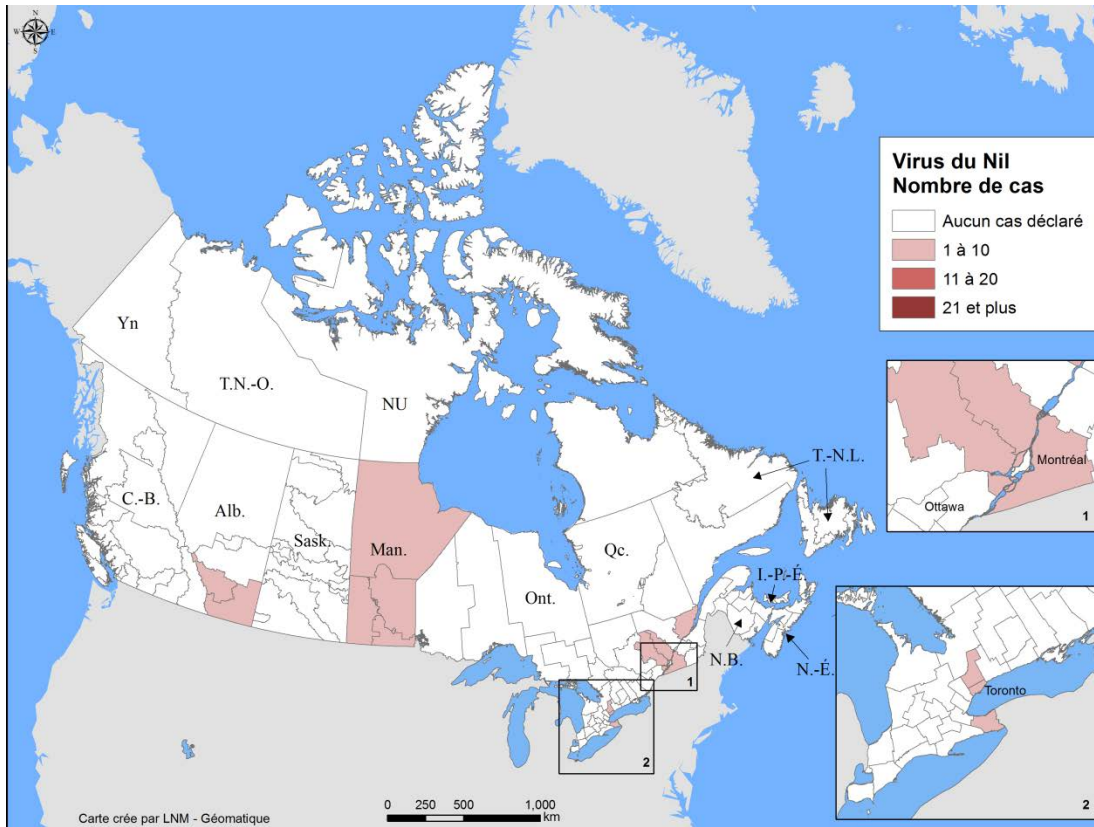 N
W E
S
Virus du Nil
Nombre de cas
Aucun cas déclaré
1 à 10
11 à 20
21 et plus
Yn
T.N.-O.
NU
C.-B.
Alb.
Sask.
Man.
Ont.
Qc.
T.-N.L.
I.-P.-É.
N.B.
N.-É.
1
2
Montréal
Ottawa
1
Toronto
2
0 250 500 1,000
km
Carte crée par LNM - Géomatique